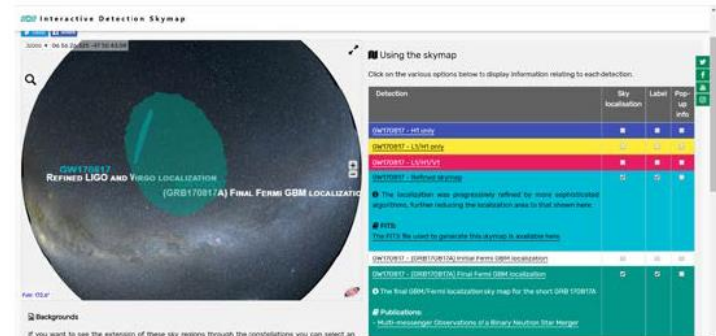 Interactive Detection Skymap
GW170817
REFINED LIGO AND VIRGO LOCALIZATION
(GRB170817A) FINAL FERMI GBM LOCALIZATIO
Backgrounds
If you want to see the extension of these sky regions through the constellations you can select an
Using the skymap
Click on the various options below to display information relating to each detection.
Detection Sky localisation Label Pop-up info
GW170817 - H1 only
GW170817 - L1/H1 only
GW170817 - L1/H1/V1
GW170817 - Refined skymap
The localization was progressively refined by more sophisticated
algorithms, further reducing the localization area to that shown here.
FITS:
The FITS file used to generate this skymap is available here.
GW170817 - (GRB170817A) Initial Fermi GBM localization
GW170817 - (GRB170817A) Final Fermi GBM localization
The final GBM/Fermi localization sky map for the short GRB 170817A
Publications:
- Multi-messenger Observations of a Binary Neutron Star Merger